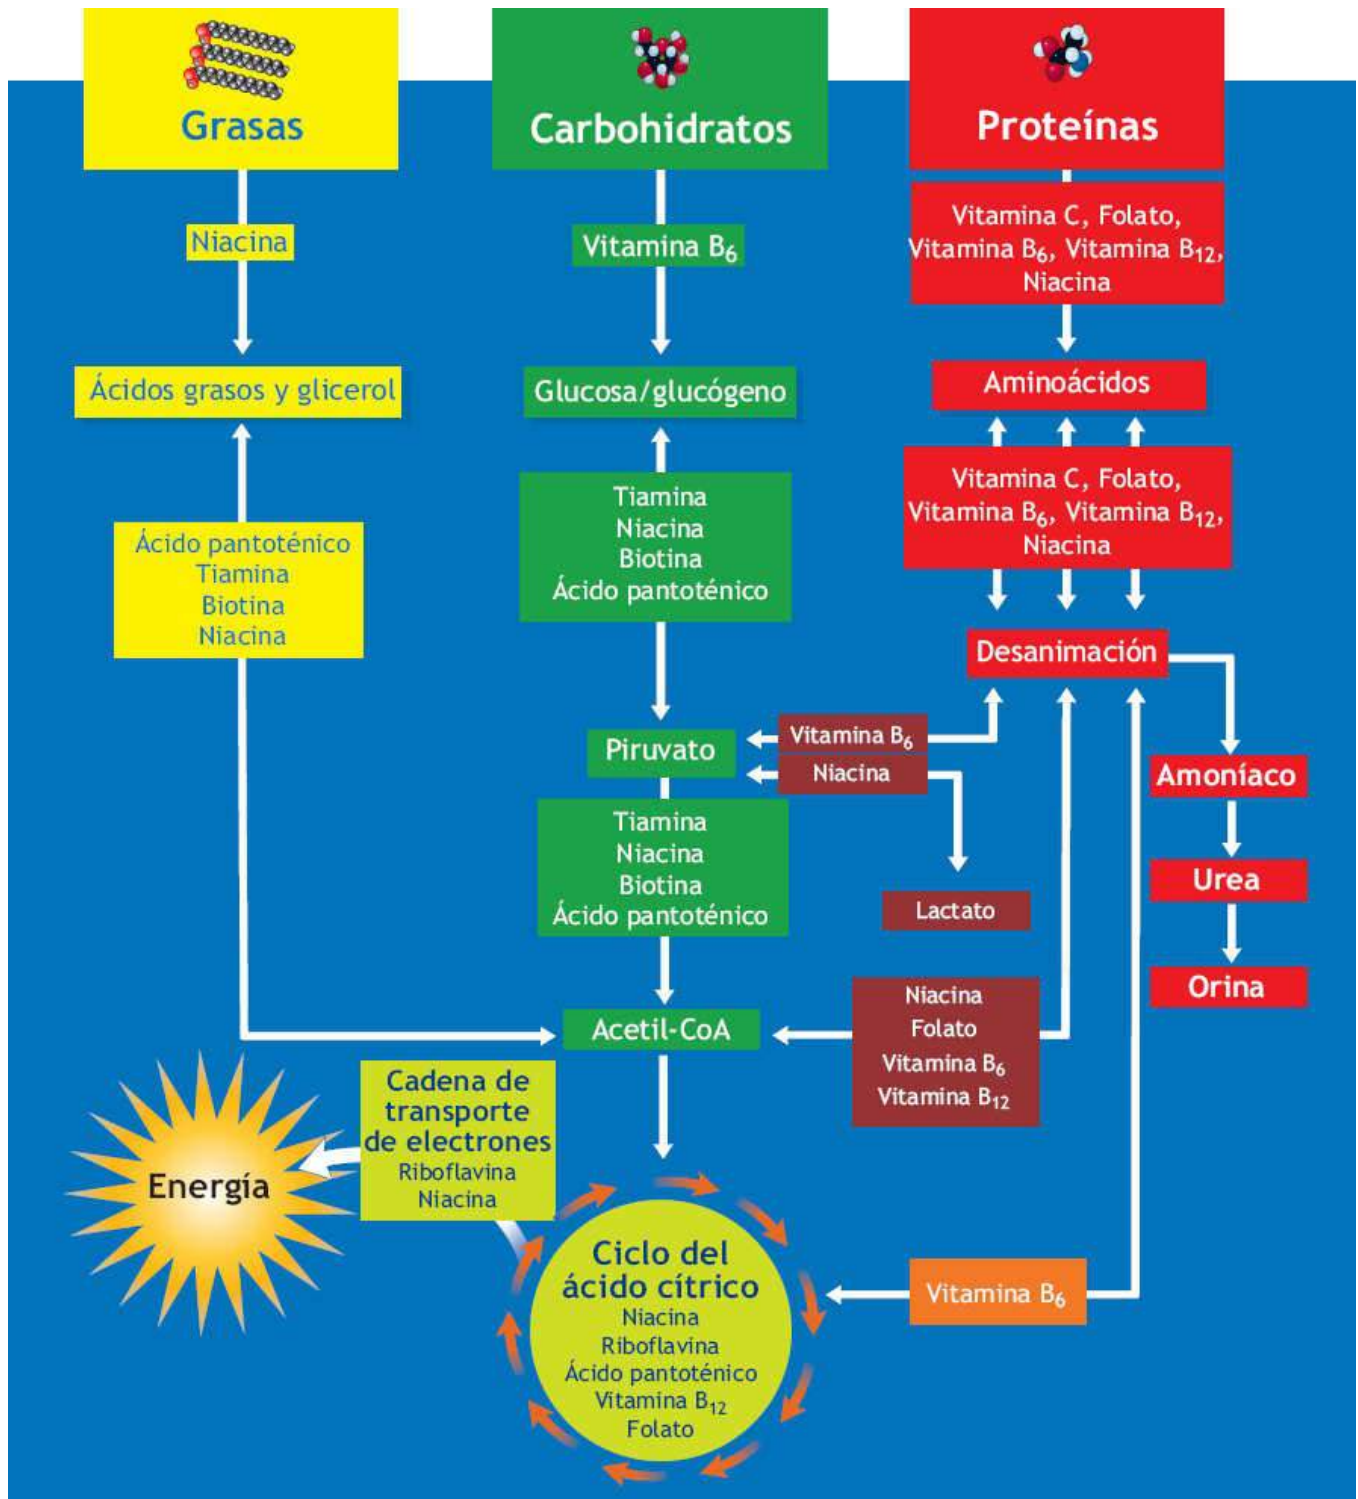 Grasas
Carbohidratos
Proteínas
Niacina
Vitamina B6
Vitamina C, Folato,
Vitamina B6, Vitamina B12,
Niacina
Ácidos grasos y glicerol
Glucosa/glucógeno
Aminoácidos
Ácido pantoténico
Tiamina
Biotina
Niacina
Tiamina
Niacina
Biotina
Ácido pantoténico
Vitamina C, Folato,
Vitamina B6, Vitamina B12,
Niacina
Desanimación
Piruvato
Vitamina B6
Niacina
Amoníaco
Tiamina
Niacina
Biotina
Ácido pantoténico
Lactato
Urea
Orina
Acetil-CoA
Niacina
Folato
Vitamina B6
Vitamina B12
Cadena de
transporte
de electrones
Riboflavina
Niacina
Energía
Ciclo del
ácido cítrico
Niacina
Riboflavina
Ácido pantoténico
Vitamina B12
Folato
Vitamina B6